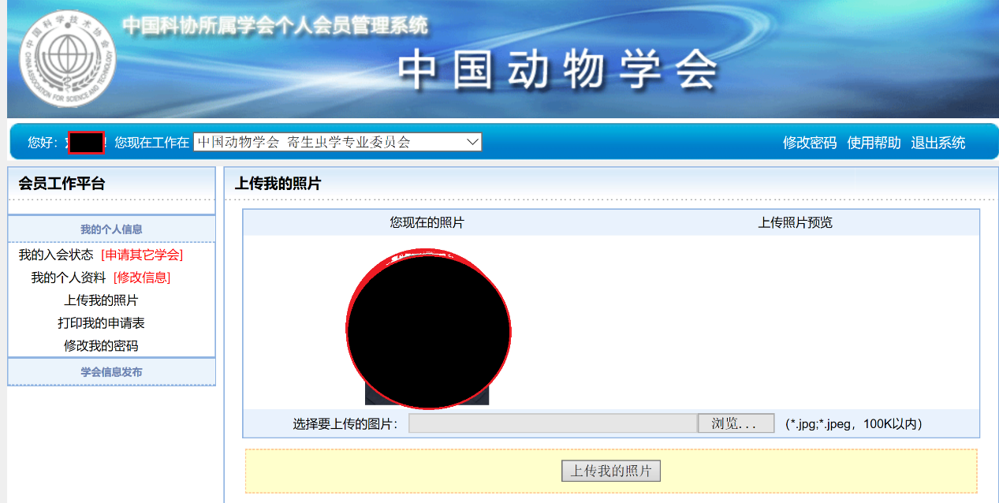 中国科学技术协会
CHINA ASSOCIATION FOR SCIENCE AND TECHNOLOGY
中国科协所属学会个人会员管理系统
中国动物学会
您好： ! 您现在工作在 中国动物学会 寄生虫学专业委员会
修改密码 使用帮助 退出系统
会员工作平台
我的个人信息
我的入会状态 [申请其它学会]
我的个人资料 [修改信息]
上传我的照片
打印我的申请表
修改我的密码
学会信息发布
上传我的照片
您现在的照片 上传照片预览
选择要上传的图片： 浏览... (*.jpg;*.jpeg，100K以内)
上传我的照片